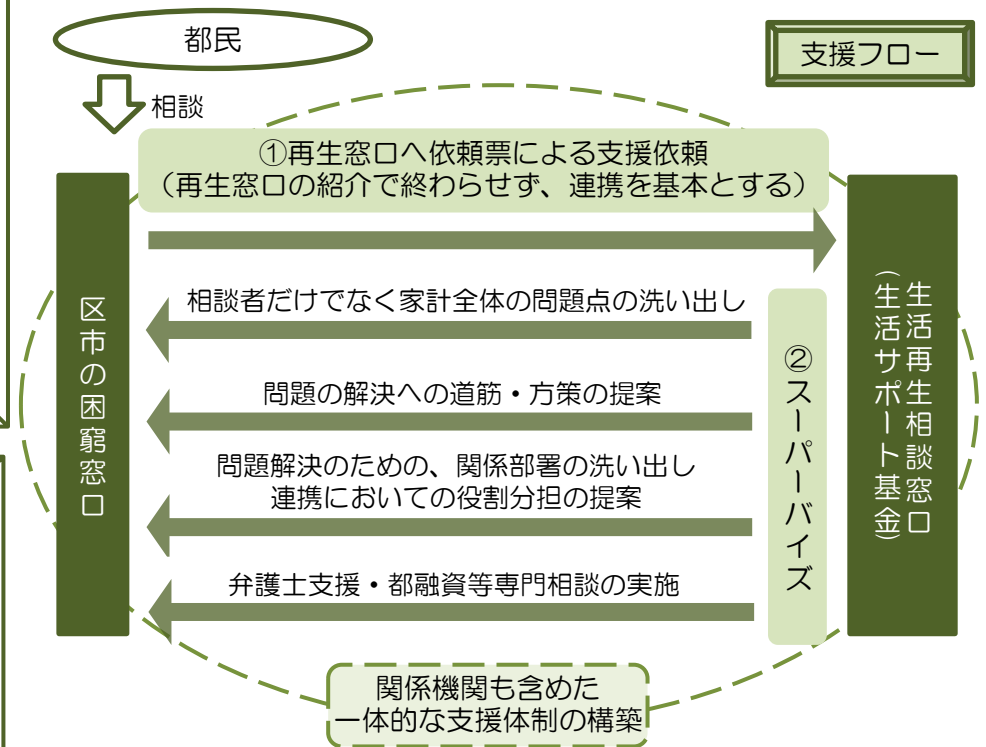 都民
支援フロー
相談
①再生窓口へ依頼票による支援依頼
（再生窓口の紹介で終わらせず、連携を基本とする）
区市の困窮窓口
相談者だけでなく家計全体の問題点の洗い出し
問題の解決への道筋・方策の提案
問題解決のための、関係部署の洗い出し
連携においての役割分担の提案
弁護士支援・都融資等専門相談の実施
②スーパーバイズ
生活再生相談窓口
（生活サポート基金）
関係機関も含めた
一体的な支援体制の構築